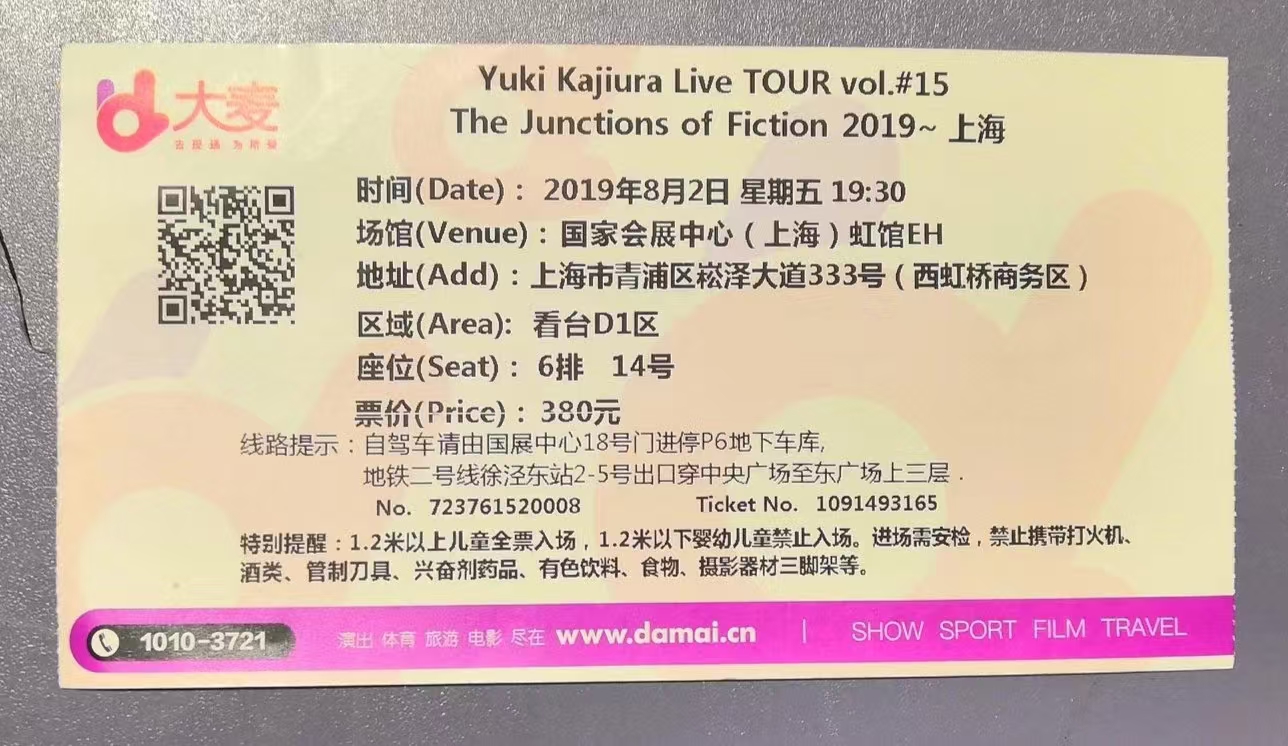 大麦
去现场 为所爱
Yuki Kajiura Live TOUR vol.#15
The Junctions of Fiction 2019~ 上海
时间(Date)： 2019年8月2日 星期五 19:30
场馆(Venue)：国家会展中心（上海）虹馆EH
地址(Add)：上海市青浦区崧泽大道333号（西虹桥商务区）
区域(Area): 看台D1区
座位(Seat)： 6排 14号
票价(Price)： 380元
线路提示：自驾车请由国展中心18号门进停P6地下车库,
地铁二号线徐泾东站2-5号出口穿中央广场至东广场上三层.
No. 723761520008 Ticket No. 1091493165
特别提醒：1.2米以上儿童全票入场，1.2米以下婴幼儿童禁止入场。进场需安检，禁止携带打火机、
酒类、管制刀具、兴奋剂药品、有色饮料、食物、摄影器材三脚架等。
1010-3721 演出 体育 旅游 电影 尽在 www.damai.cn | SHOW SPORT FILM TRAVEL